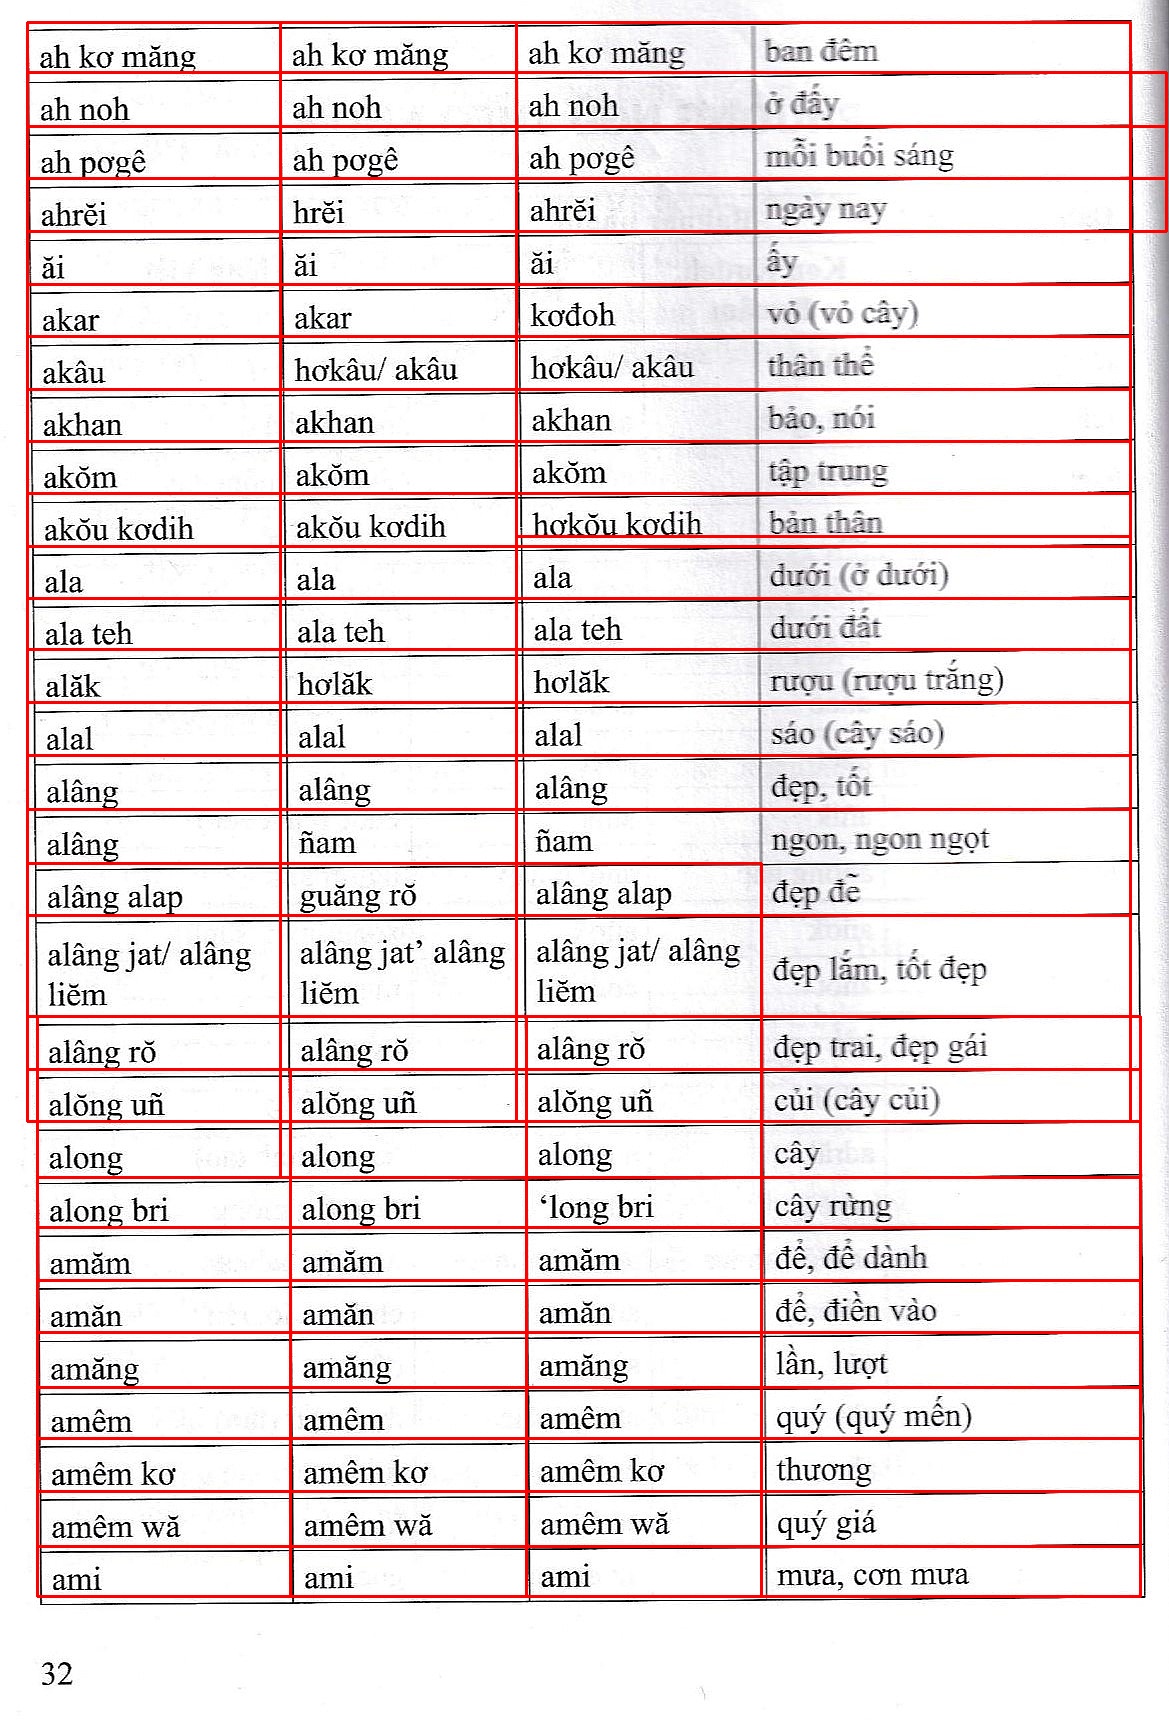 ah kơ măng ah kơ măng ah kơ măng ban đêm
ah noh ah noh ah noh ở đấy
ah pơgê ah pơgê ah pơgê mỗi buổi sáng
ahrĕi hrĕi ahrĕi ngày nay
ăi ăi ăi ấy
akar akar kơđoh vỏ (vỏ cây)
akâu hơkâu/ akâu hơkâu/ akâu thân thể
akhan akhan akhan bảo, nói
akŏm akŏm akŏm tập trung
akŏu kơdih akŏu kơdih hơkŏu kơdih bản thân
ala ala ala dưới (ở dưới)
ala teh ala teh ala teh dưới đất
alăk hơlăk hơlăk rượu (rượu trắng)
alal alal alal sáo (cây sáo)
alâng alâng alâng đẹp, tốt
alâng ñam ñam ngon, ngon ngọt
alâng alap guăng rŏ alâng alap đẹp đẽ
alâng jat/ alâng alâng jat’ alâng alâng jat/ alâng đẹp lắm, tốt đẹp
liĕm liĕm liĕm
alâng rŏ alâng rŏ alâng rŏ đẹp trai, đẹp gái
alŏng uñ alŏng uñ alŏng uñ củi (cây củi)
along along along cây
along bri along bri ‘long bri cây rừng
amăm amăm amăm để, để dành
amăn amăn amăn để, điền vào
amăng amăng amăng lần, lượt
amêm amêm amêm quý (quý mến)
amêm kơ amêm kơ amêm kơ thương
amêm wă amêm wă amêm wă quý giá
ami ami ami mưa, cơn mưa
32